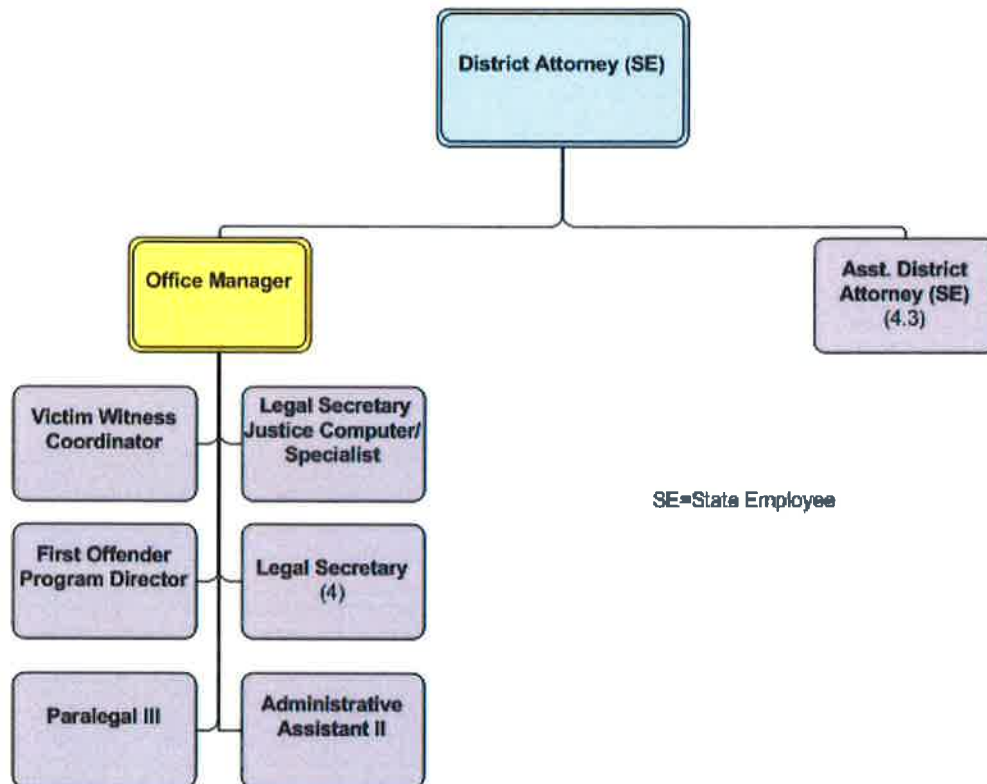 District Attorney (SE)
Office Manager
Asst. District
Attorney (SE)
(4.3)
Victim Witness
Coordinator
Legal Secretary
Justice Computer/
Specialist
SE=State Employee
First Offender
Program Director
Legal Secretary
(4)
Paralegal III
Administrative
Assistant II